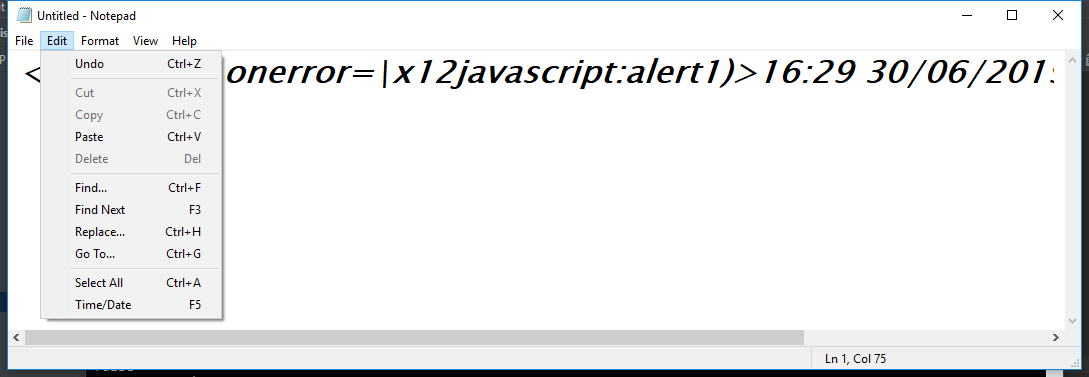 Untitled - Notepad
File Edit Format View Help
< onerror=|x12javascript:alert1)>16:29 30/06/2015
Undo Ctrl+Z
Cut Ctrl+X
Copy Ctrl+C
Paste Ctrl+V
Delete Del
Find... Ctrl+F
Find Next F3
Replace... Ctrl+H
Go To... Ctrl+G
Select All Ctrl+A
Time/Date F5
Ln 1, Col 75